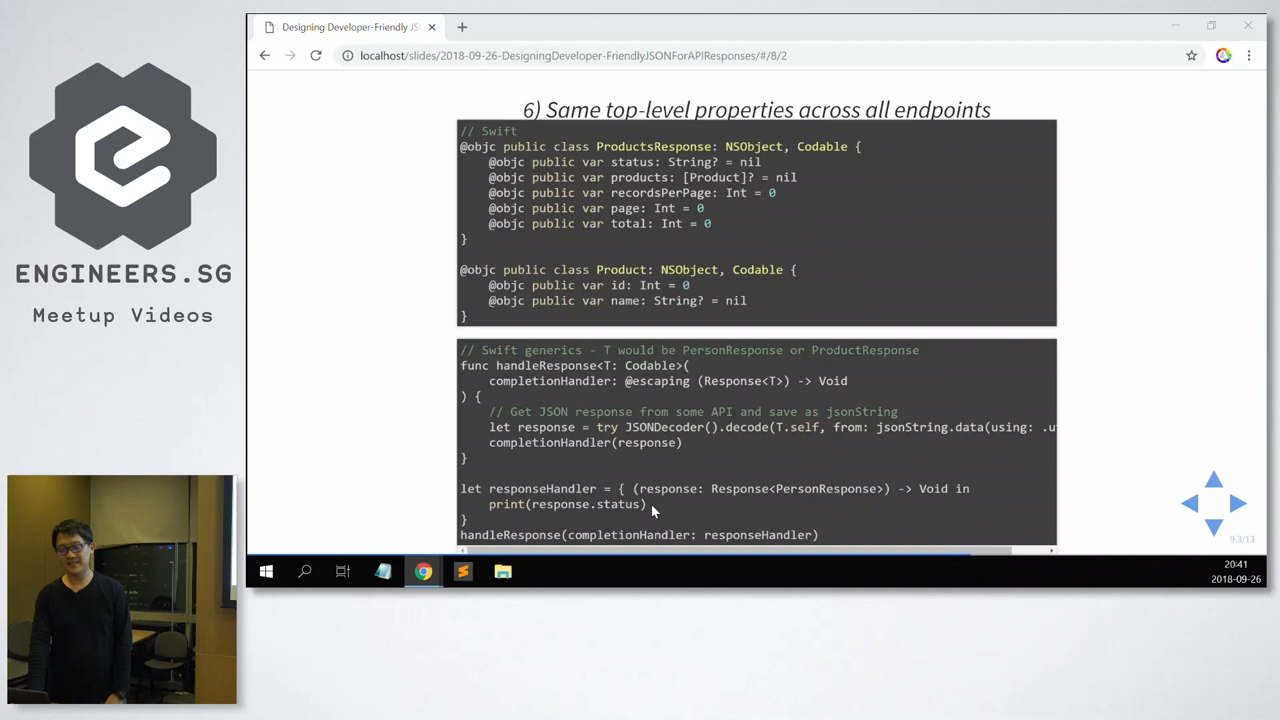 ENGINEERS.SG
Meetup Videos
Designing Developer-Friendly JS
localhost/slides/2018-09-26-DesigningDeveloper-FriendlyJSONForAPIResponses/#/8/2
6) Same top-level properties across all endpoints
// Swift
@objc public class ProductsResponse: NSObject, Codable {
@objc public var status: String? = nil
@objc public var products: [Product]? = nil
@objc public var recordsPerPage: Int = 0
@objc public var page: Int = 0
@objc public var total: Int = 0
}
@objc public class Product: NSObject, Codable {
@objc public var id: Int = 0
@objc public var name: String? = nil
}
// Swift generics - T would be PersonResponse or ProductResponse
func handleResponse<T: Codable>(
completionHandler: @escaping (Response<T>) -> Void
) {
// Get JSON response from some API and save as jsonString
let response = try JSONDecoder().decode(T.self, from: jsonString.data(using: .u
completionHandler(response)
}
let responseHandler = { (response: Response<PersonResponse>) -> Void in
print(response.status)
}
handleResponse(completionHandler: responseHandler)
9.3/13
20:41
2018-09-26